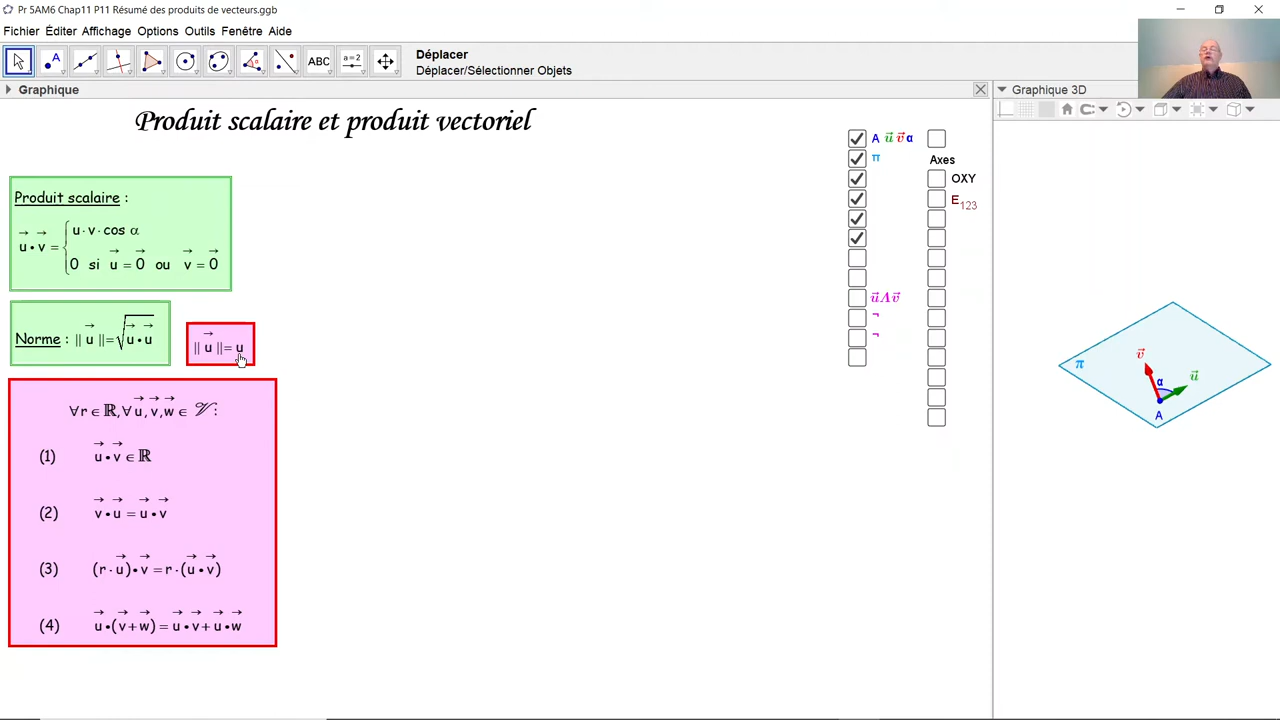 Pr 5AM6 Chap11 P11 Résumé des produits de vecteurs.ggb
Fichier Éditer Affichage Options Outils Fenêtre Aide
A ABC a=2
Déplacer
Déplacer/Sélectionner Objets
Graphique
Graphique 3D
Produit scalaire et produit vectoriel
A u⃗ v⃗ α
π
Axes
OXY
E₁₂₃
u⃗Λv⃗
¬
¬
Produit scalaire :
u⃗•v⃗ = { u·v·cos α
0 si u⃗=0⃗ ou v⃗=0⃗
Norme : ||u⃗||=√u⃗•u⃗
||u⃗||=u
∀r∈ℝ,∀u⃗,v⃗,w⃗∈ 𝒱:
(1) u⃗•v⃗∈ℝ
(2) v⃗•u⃗=u⃗•v⃗
(3) (r·u⃗)•v⃗=r·(u⃗•v⃗)
(4) u⃗•(v⃗+w⃗)=u⃗•v⃗+u⃗•w⃗
π
v⃗
α
u⃗
A